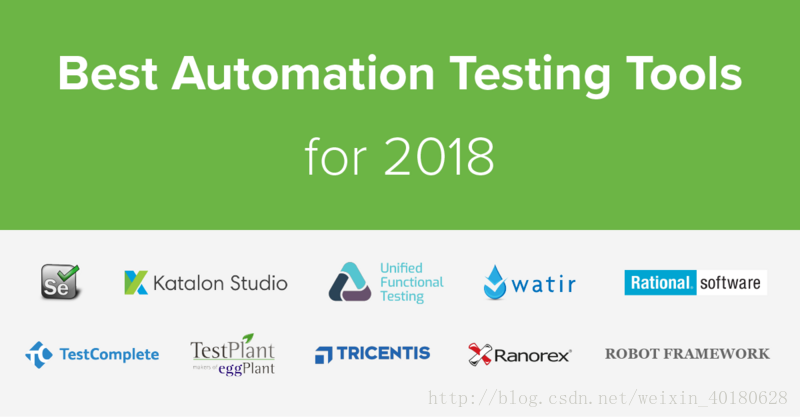 Best Automation Testing Tools
for 2018
Se
Katalon Studio
Unified
Functional
Testing
watir
Rational® software
TestComplete
TestPlant
makers of eggPlant
TRICENTIS
Ranorex®
ROBOT FRAMEWORK
http://blog.csdn.net/weixin_40180628